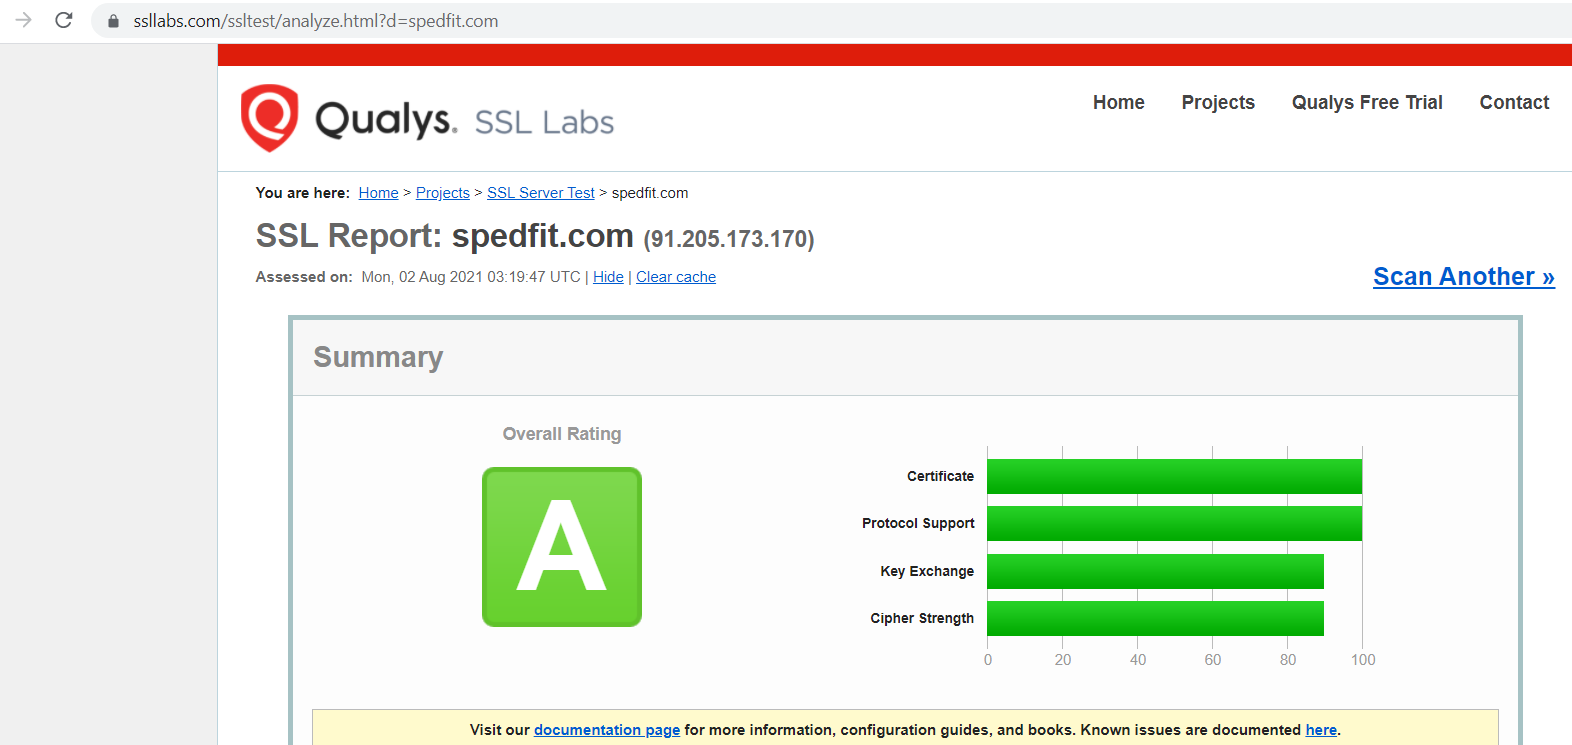 ssllabs.com/ssltest/analyze.html?d=spedfit.com
Qualys. SSL Labs
Home Projects Qualys Free Trial Contact
You are here: Home > Projects > SSL Server Test > spedfit.com
SSL Report: spedfit.com (91.205.173.170)
Assessed on: Mon, 02 Aug 2021 03:19:47 UTC | Hide | Clear cache
Scan Another »
Summary
Overall Rating
A
Certificate
Protocol Support
Key Exchange
Cipher Strength
0 20 40 60 80 100
Visit our documentation page for more information, configuration guides, and books. Known issues are documented here.